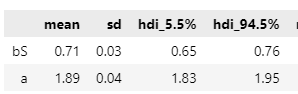 mean sd hdi_5.5% hdi_94.5%
bS 0.71 0.03 0.65 0.76
a 1.89 0.04 1.83 1.95